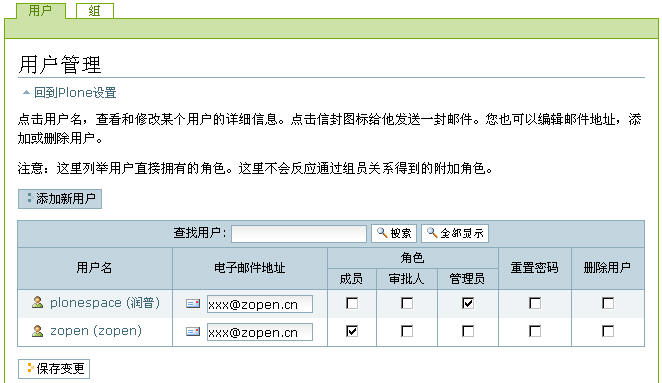 用户 组
用户管理
回到Plone设置
点击用户名，查看和修改某个用户的详细信息。点击信封图标给他发送一封邮件。您也可以编辑邮件地址，添
加或删除用户。
注意：这里列举用户直接拥有的角色。这里不会反应通过组员关系得到的附加角色。
添加新用户
查找用户: 搜索 全部显示
用户名 电子邮件地址 角色 重置密码 删除用户
成员 审批人 管理员
plonespace (润普) xxx@zopen.cn
zopen (zopen) xxx@zopen.cn
保存变更